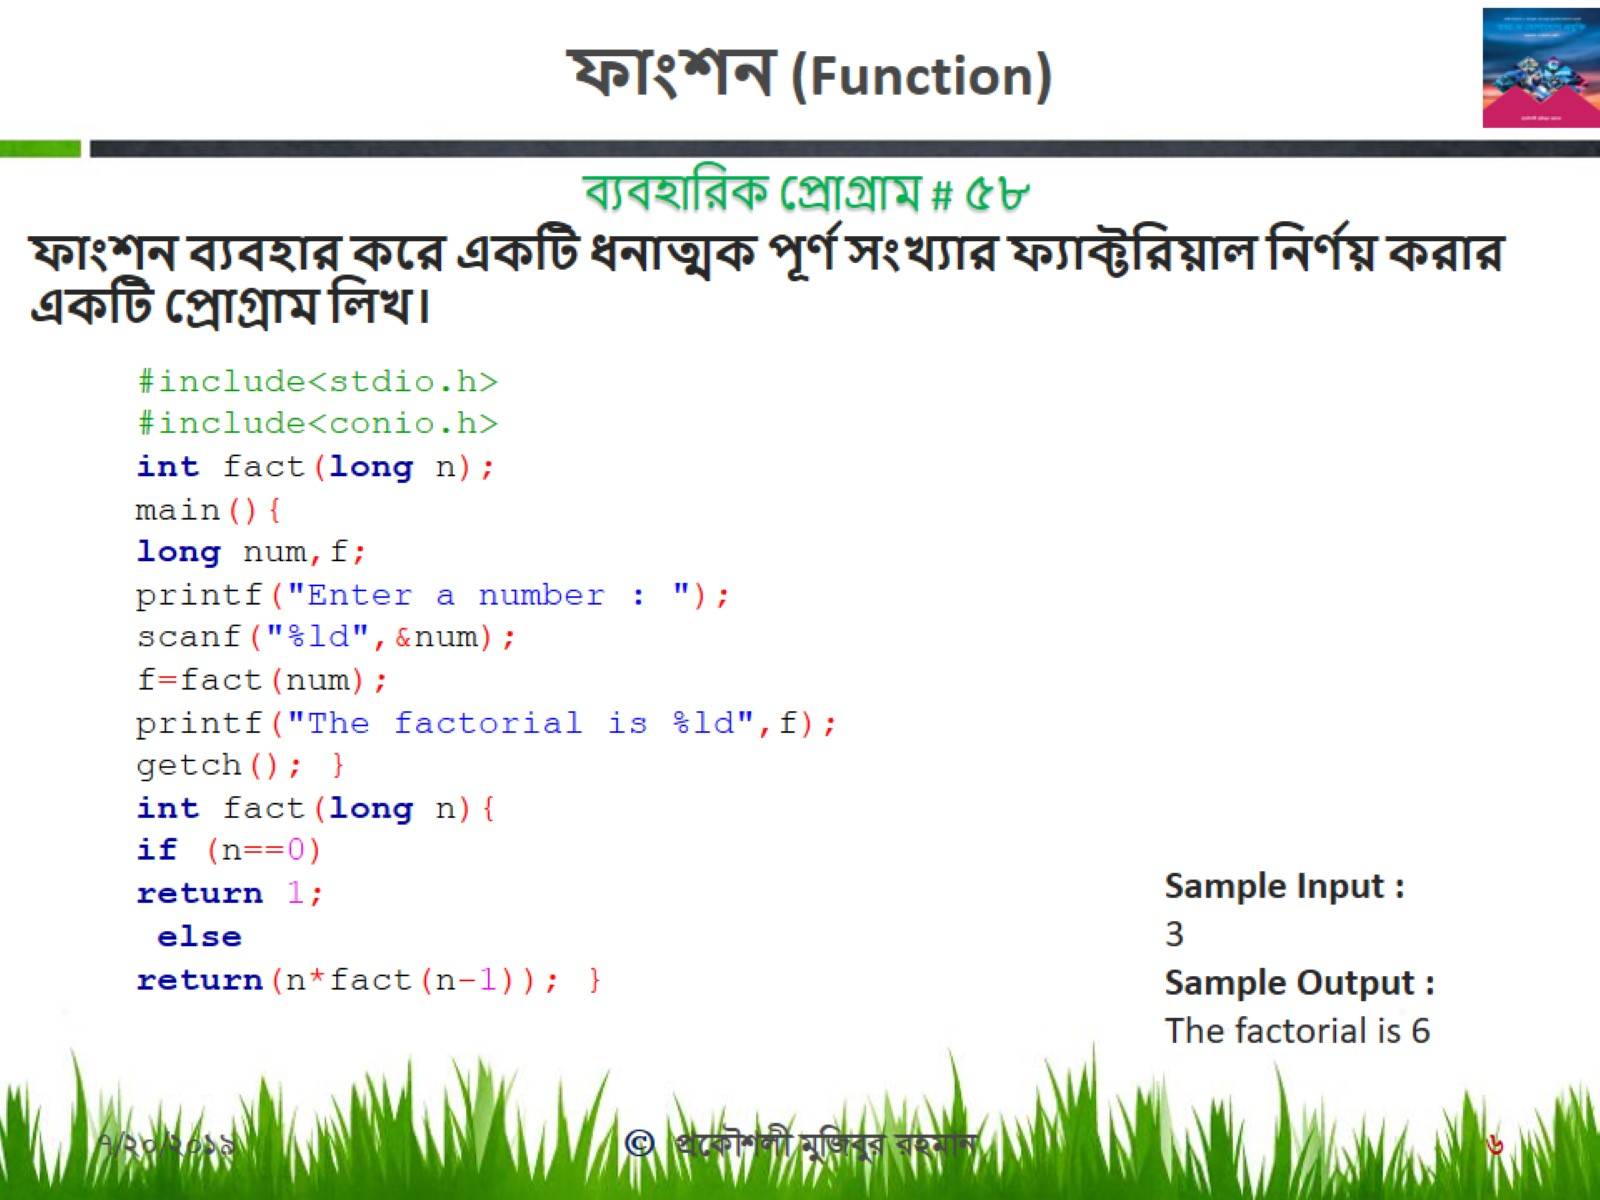 ফাংশন (Function)
ব্যবহারিক প্রোগ্রাম # ৫৮
ফাংশন ব্যবহার করে একটি ধনাত্মক পূর্ণ সংখ্যার ফ্যাক্টরিয়াল নির্ণয় করার
একটি প্রোগ্রাম লিখ।
#include<stdio.h>
#include<conio.h>
int fact(long n);
main(){
long num,f;
printf("Enter a number : ");
scanf("%ld",&num);
f=fact(num);
printf("The factorial is %ld",f);
getch(); }
int fact(long n){
if (n==0)
return 1;
else
return(n*fact(n-1)); }
Sample Input :
3
Sample Output :
The factorial is 6
৭/২০/২০১৯
© প্রকৌশলী মুজিবুর রহমান
৬